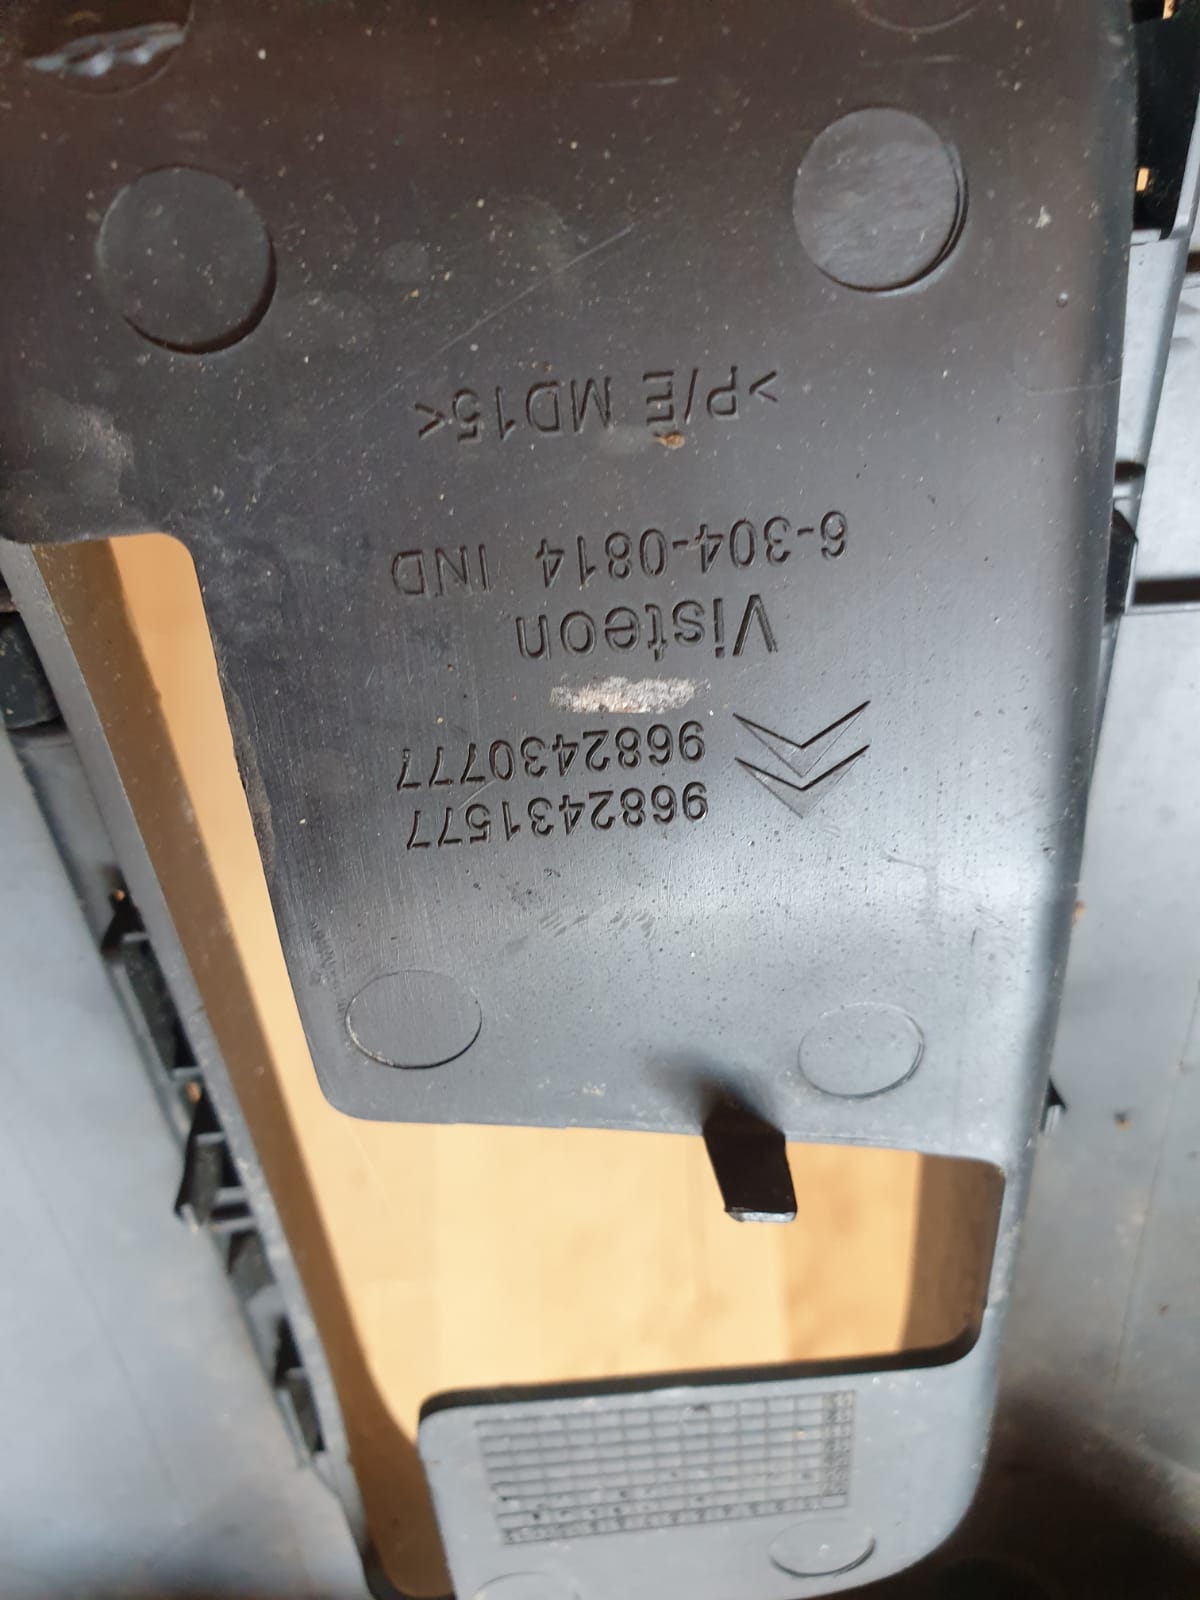 9682431577
9682430777
Visteon
6-304-0814 IND
>P/E MD15<